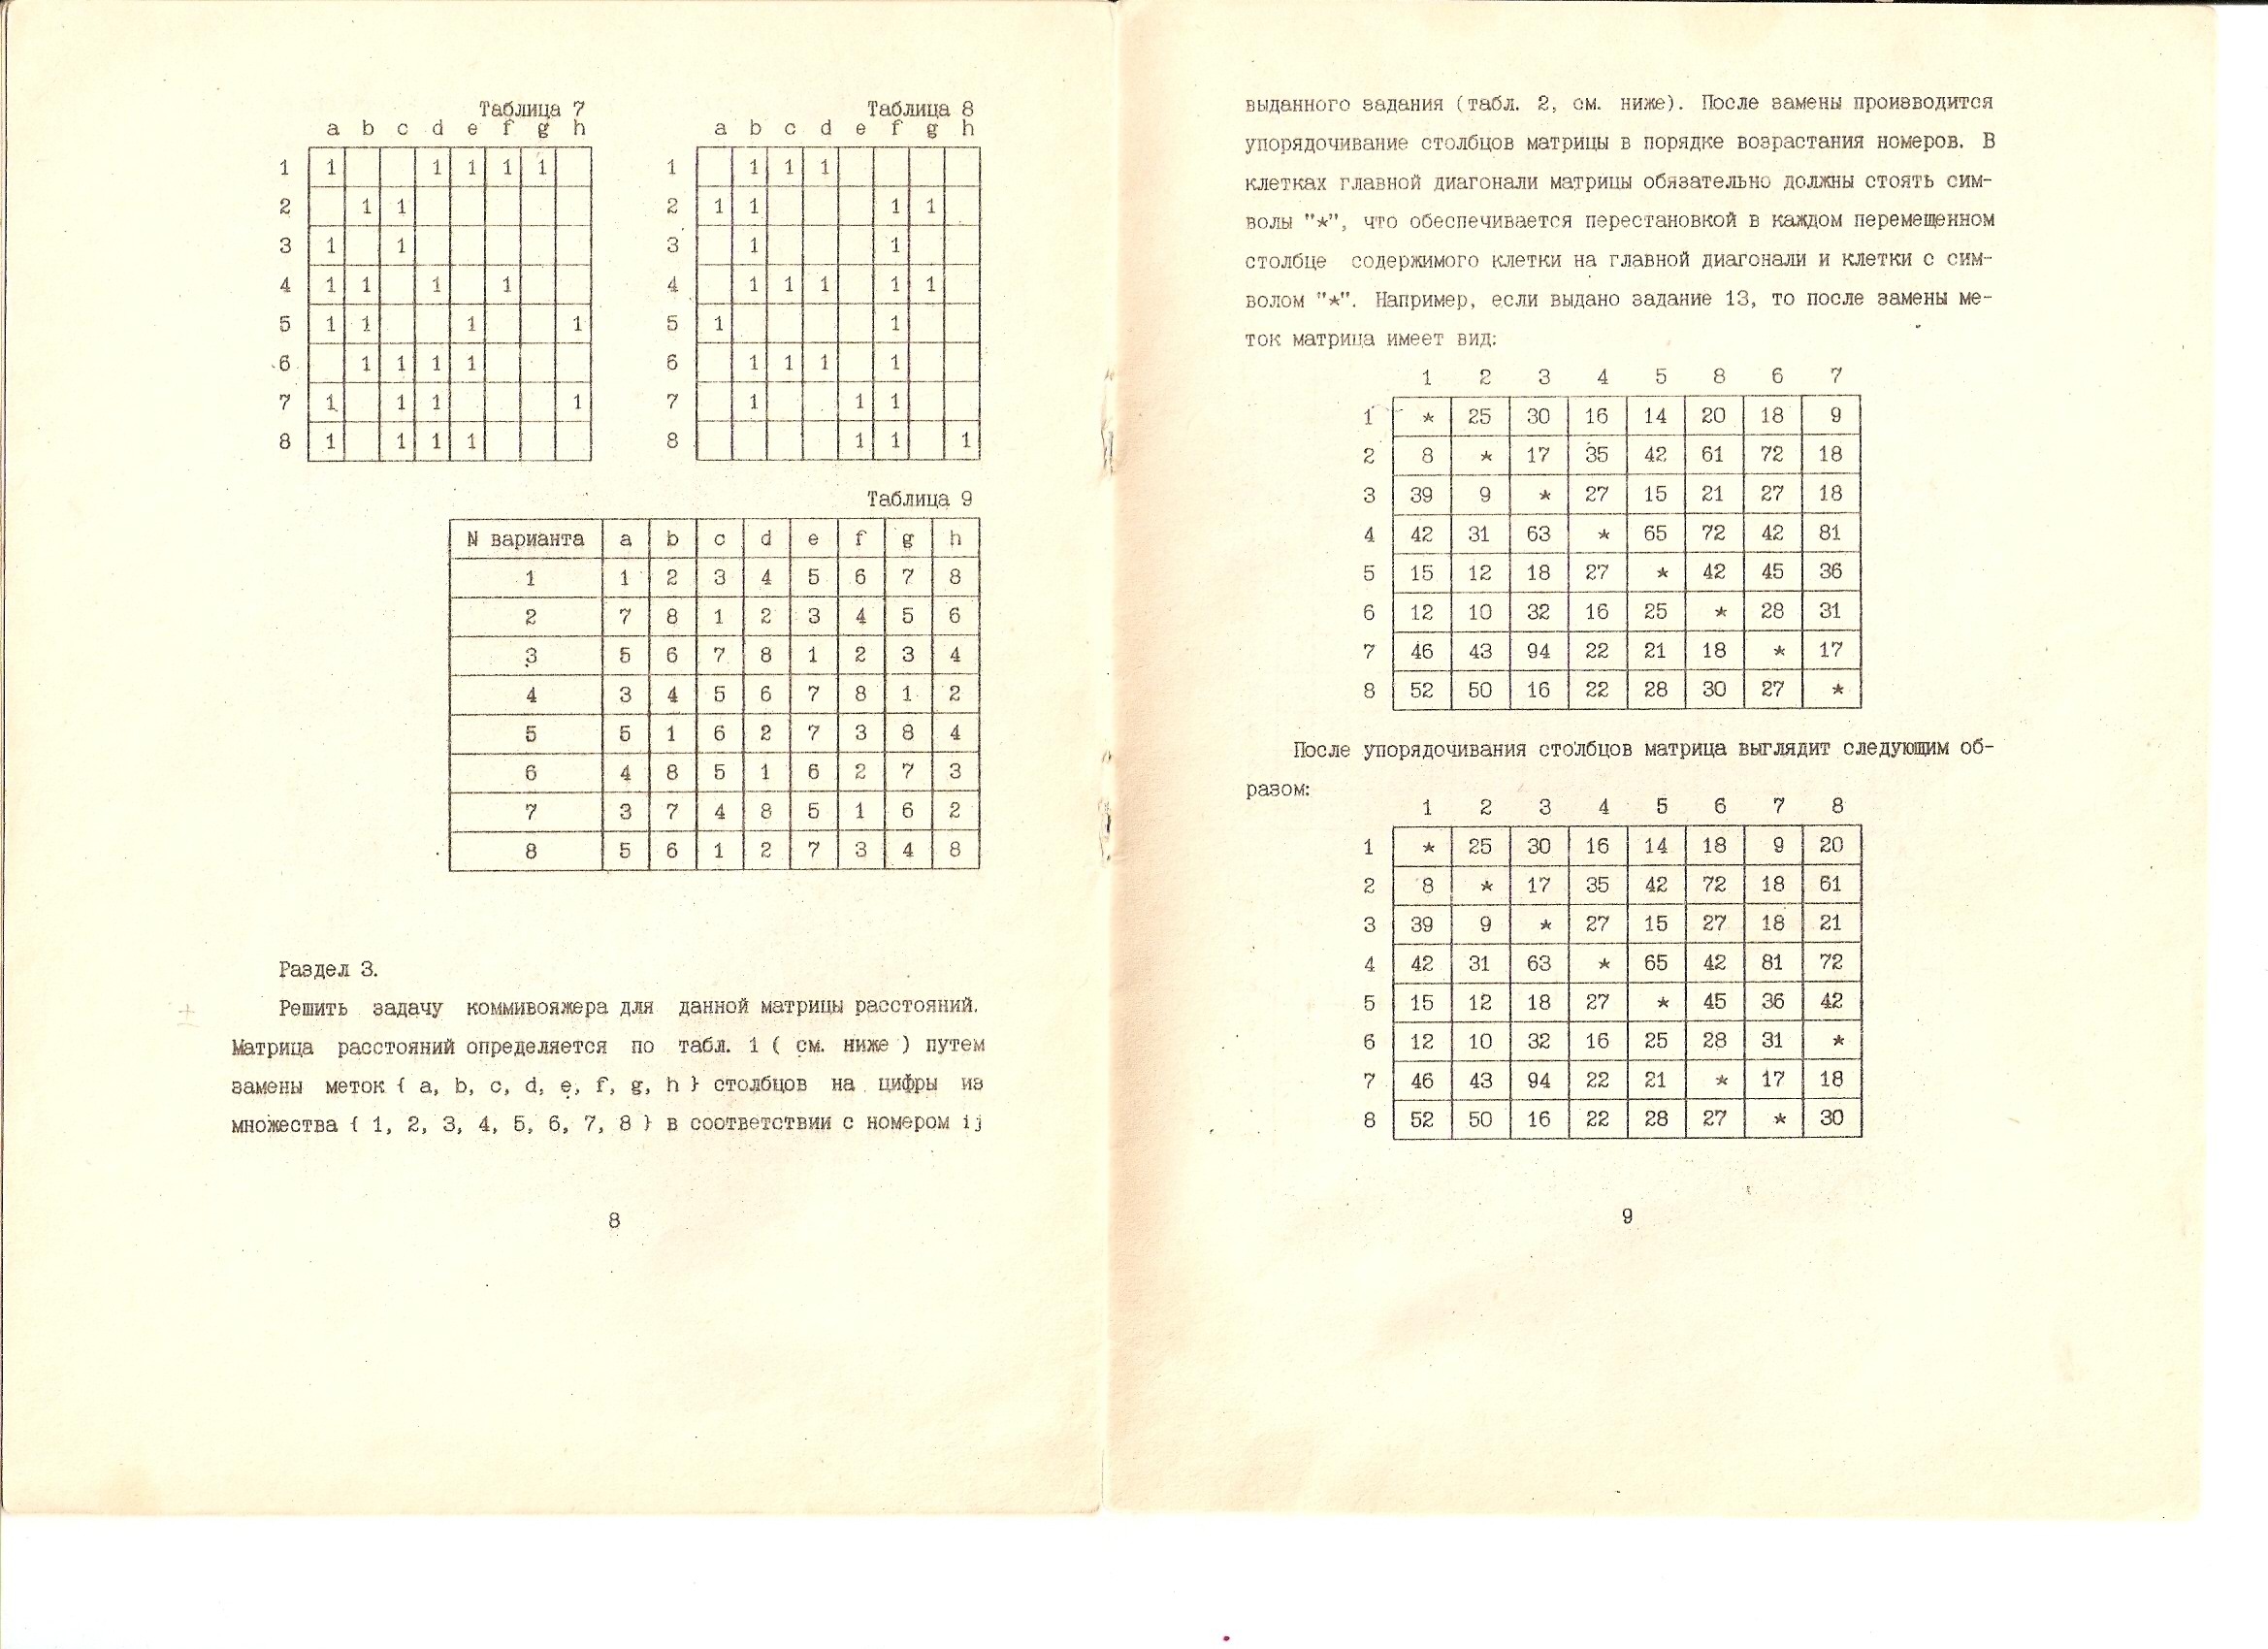 Таблица 7
a b c d e f g h
1 1 1 1 1 1
2 1 1
3 1 1
4 1 1 1 1
5 1 1 1 1
6 1 1 1 1
7 1 1 1 1
8 1 1 1 1
Таблица 8
a b c d e f g h
1 1 1 1
2 1 1 1 1
3 1 1
4 1 1 1 1 1
5 1 1
6 1 1 1 1
7 1 1 1
8 1 1 1
Таблица 9
N варианта a b c d e f g h
1 1 2 3 4 5 6 7 8
2 7 8 1 2 3 4 5 6
3 5 6 7 8 1 2 3 4
4 3 4 5 6 7 8 1 2
5 5 1 6 2 7 3 8 4
6 4 8 5 1 6 2 7 3
7 3 7 4 8 5 1 6 2
8 5 6 1 2 7 3 4 8
Раздел 3.
Решить задачу коммивояжера для данной матрицы расстояний.
Матрица расстояний определяется по табл. 1 ( см. ниже ) путем
замены меток { a, b, c, d, e, f, g, h } столбцов на цифры из
множества { 1, 2, 3, 4, 5, 6, 7, 8 } в соответствии с номером ij
8
выданного задания (табл. 2, см. ниже). После замены производится
упорядочивание столбцов матрицы в порядке возрастания номеров. В
клетках главной диагонали матрицы обязательно должны стоять сим-
волы "*", что обеспечивается перестановкой в каждом перемещенном
столбце содержимого клетки на главной диагонали и клетки с сим-
волом "*". Например, если выдано задание 13, то после замены ме-
ток матрица имеет вид:
1 2 3 4 5 8 6 7
1 * 25 30 16 14 20 18 9
2 8 * 17 35 42 61 72 18
3 39 9 * 27 15 21 27 18
4 42 31 63 * 65 72 42 81
5 15 12 18 27 * 42 45 36
6 12 10 32 16 25 * 28 31
7 46 43 94 22 21 18 * 17
8 52 50 16 22 28 30 27 *
После упорядочивания столбцов матрица выглядит следующим об-
разом:
1 2 3 4 5 6 7 8
1 * 25 30 16 14 18 9 20
2 8 * 17 35 42 72 18 61
3 39 9 * 27 15 27 18 21
4 42 31 63 * 65 42 81 72
5 15 12 18 27 * 45 36 42
6 12 10 32 16 25 28 31 *
7 46 43 94 22 21 * 17 18
8 52 50 16 22 28 27 * 30
9